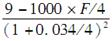 9 − 1000 × F/4
(1 + 0.034/4)²